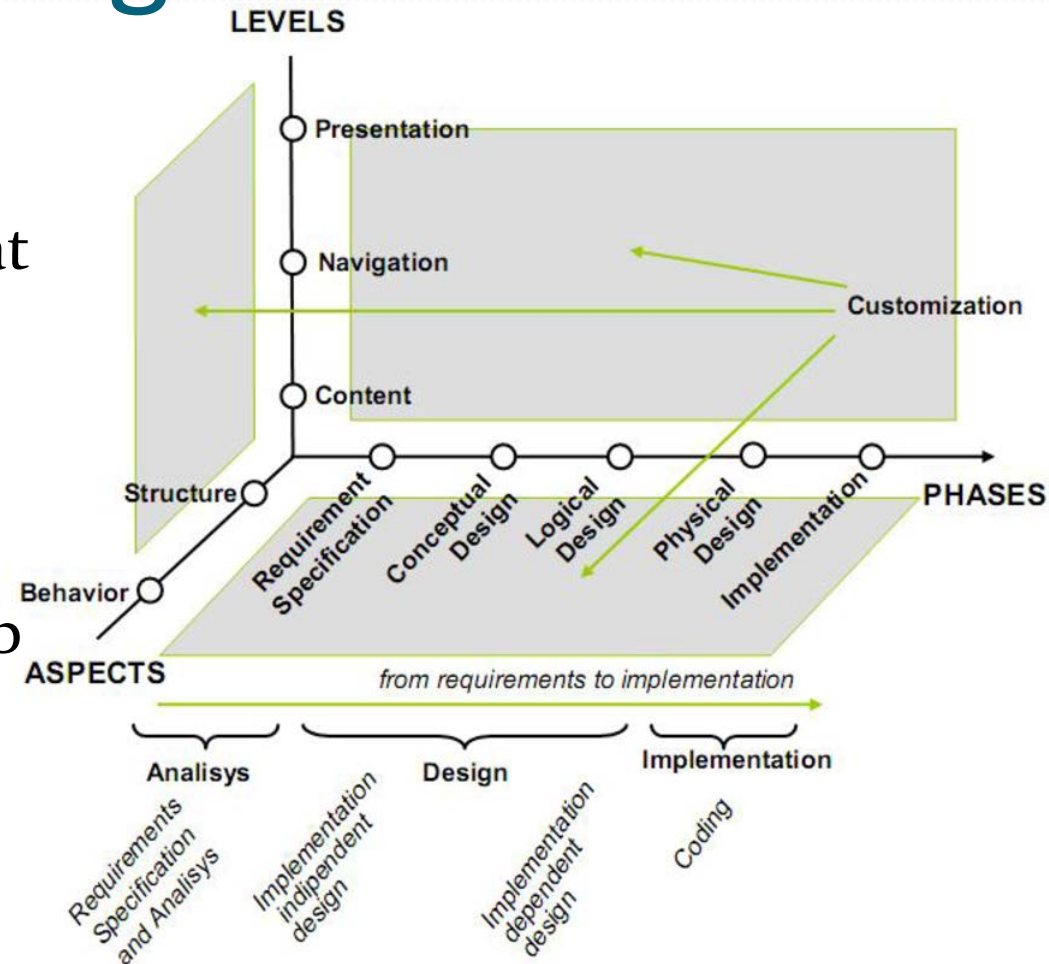 g
LEVELS
Presentation
at
Navigation
Customization
Content
Structure
PHASES
Requirement
Specification
Conceptual
Design
Logical
Design
Physical
Design
Implementation
Behavior
ASPECTS
from requirements to implementation
Analisys
Design
Implementation
Requirements
Specification
and Analisys
Implementation
indipendent
design
Implementation
dependent
design
Coding